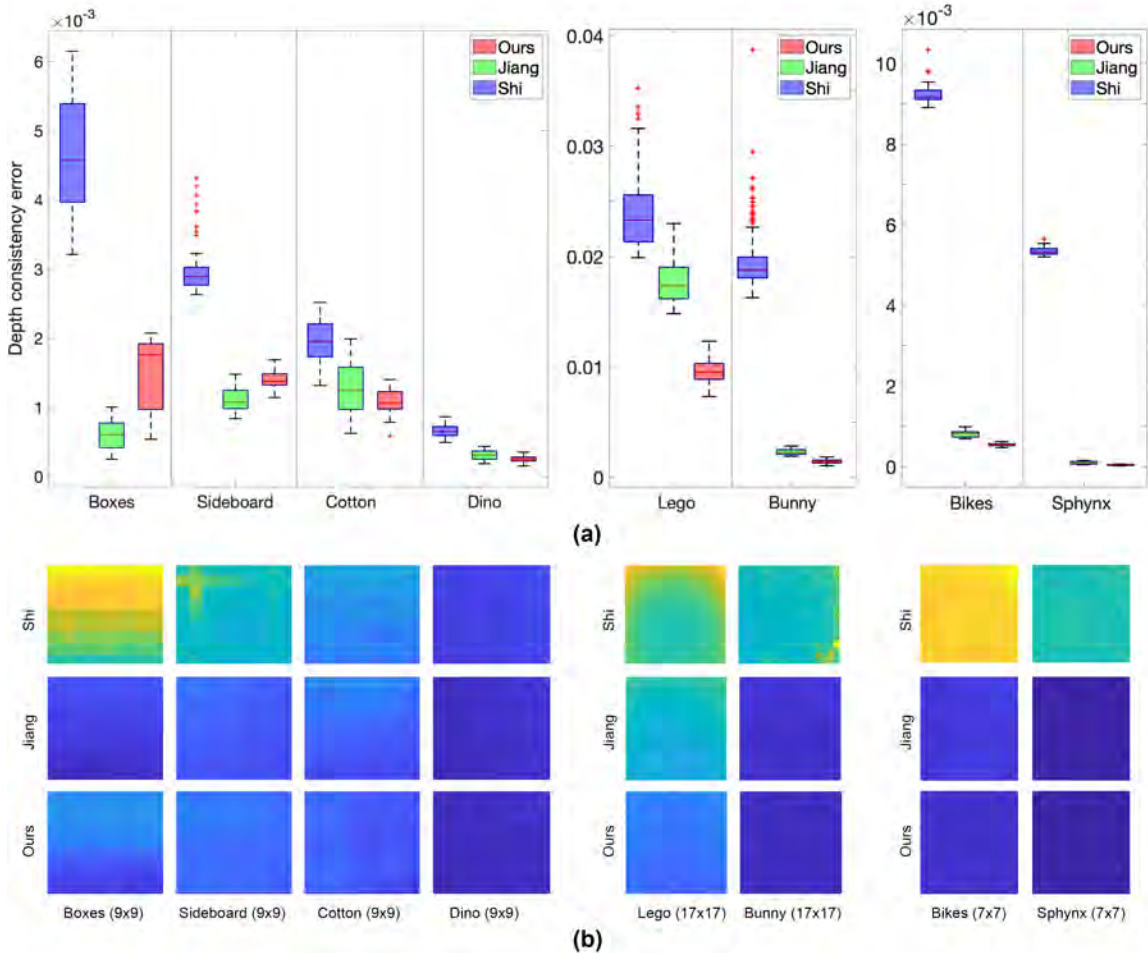 ×10⁻³
6
5
4
3
2
1
0
Depth consistency error
Ours
Jiang
Shi
Boxes Sideboard Cotton Dino
0.04
0.03
0.02
0.01
0
Ours
Jiang
Shi
Lego Bunny
×10⁻³
10
8
6
4
2
0
Ours
Jiang
Shi
Bikes Sphynx
(a)
Shi
Jiang
Ours
Boxes (9x9) Sideboard (9x9) Cotton (9x9) Dino (9x9)
Shi
Jiang
Ours
Lego (17x17) Bunny (17x17)
Shi
Jiang
Ours
Bikes (7x7) Sphynx (7x7)
(b)